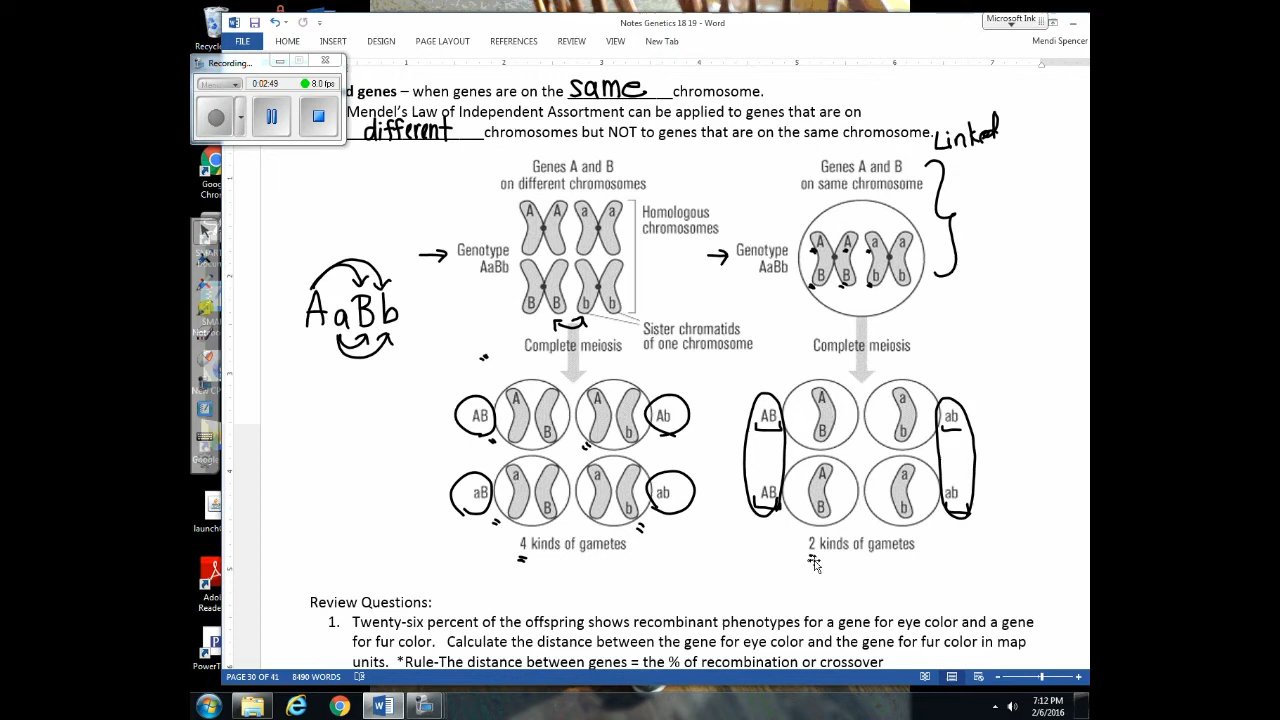 Recycle
Notes Genetics 18 19 - Word
Microsoft Ink
FILE HOME INSERT DESIGN PAGE LAYOUT REFERENCES REVIEW VIEW New Tab
Mendi Spencer
Recording...
0:02:49
8.0 fps
d genes – when genes are on the same chromosome.
Mendel's Law of Independent Assortment can be applied to genes that are on
different chromosomes but NOT to genes that are on the same chromosome.
Linked
Genes A and B
on different chromosomes
A A a a
Homologous
chromosomes
Genotype
AaBb
B B b b
Sister chromatids
of one chromosome
Complete meiosis
AaBb
AB A B A b Ab
aB a B a b ab
4 kinds of gametes
Genes A and B
on same chromosome
Genotype
AaBb
A A a a
B B b b
Complete meiosis
AB A B a b ab
AB A B a b ab
2 kinds of gametes
Review Questions:
1. Twenty-six percent of the offspring shows recombinant phenotypes for a gene for eye color and a gene
for fur color. Calculate the distance between the gene for eye color and the gene for fur color in map
units. *Rule-The distance between genes = the % of recombination or crossover
PAGE 30 OF 41 8490 WORDS
7:12 PM
2/6/2016